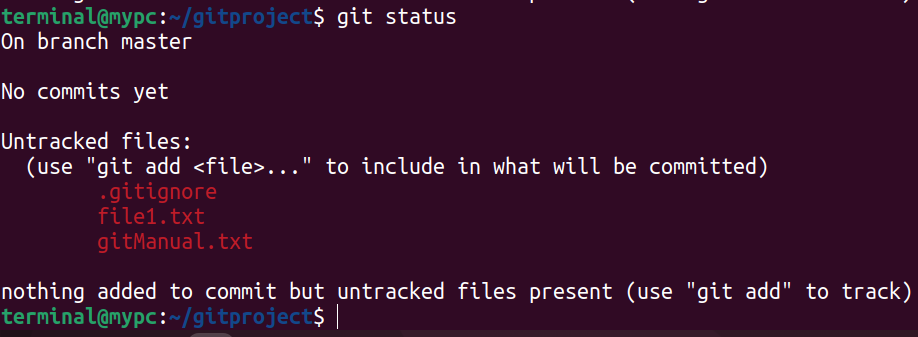 terminal@mypc:~/gitproject$ git status
On branch master
No commits yet
Untracked files:
(use "git add <file>..." to include in what will be committed)
.gitignore
file1.txt
gitManual.txt
nothing added to commit but untracked files present (use "git add" to track)
terminal@mypc:~/gitproject$